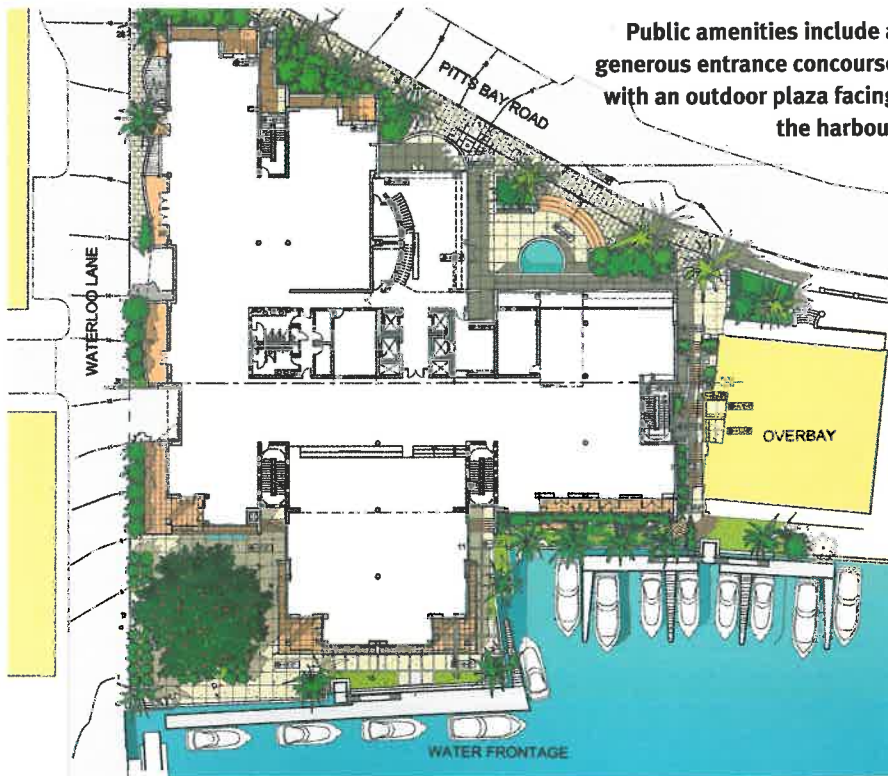 Public amenities include a
generous entrance concourse
with an outdoor plaza facing
the harbour
PITTS BAY ROAD
WATERLOO LANE
OVERBAY
WATER FRONTAGE